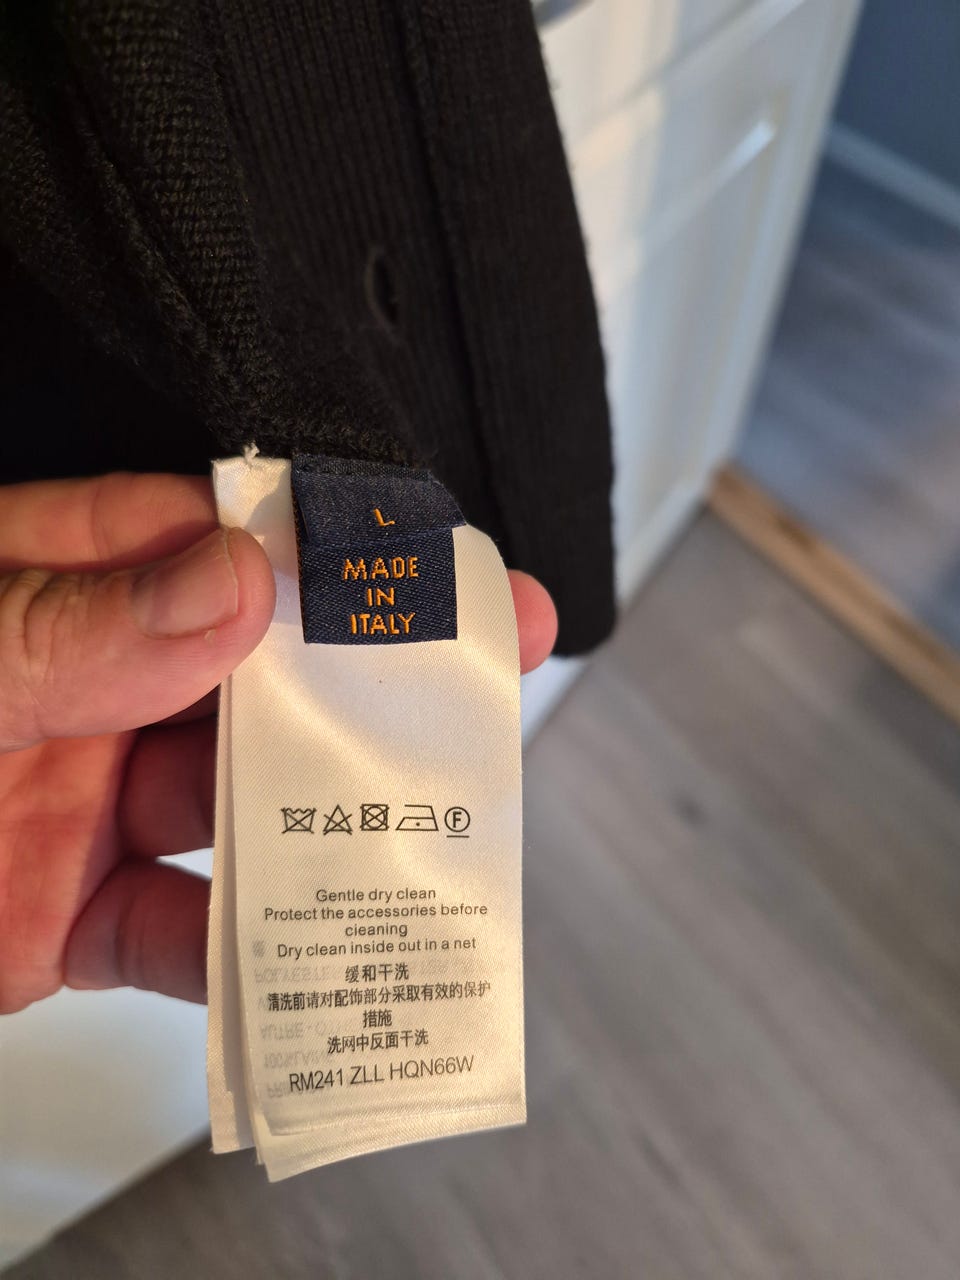 L
MADE
IN
ITALY
F
Gentle dry clean
Protect the accessories before
cleaning
Dry clean inside out in a net
缓和干洗
清洗前请对配饰部分采取有效的保护
措施
洗网中反面干洗
RM241 ZLL HQN66W